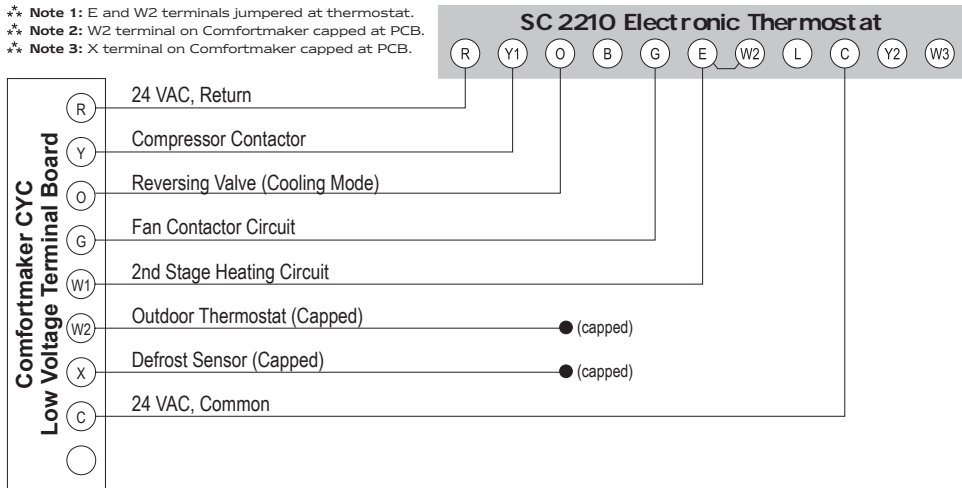 ⁂ Note 1: E and W2 terminals jumpered at thermostat.
⁂ Note 2: W2 terminal on Comfortmaker capped at PCB.
⁂ Note 3: X terminal on Comfortmaker capped at PCB.
SC 2210 Electronic Thermostat
R Y1 O B G E W2 L C Y2 W3
Comfortmaker CYC
Low Voltage Terminal Board
R 24 VAC, Return
Y Compressor Contactor
O Reversing Valve (Cooling Mode)
G Fan Contactor Circuit
W1 2nd Stage Heating Circuit
W2 Outdoor Thermostat (Capped) (capped)
X Defrost Sensor (Capped) (capped)
C 24 VAC, Common